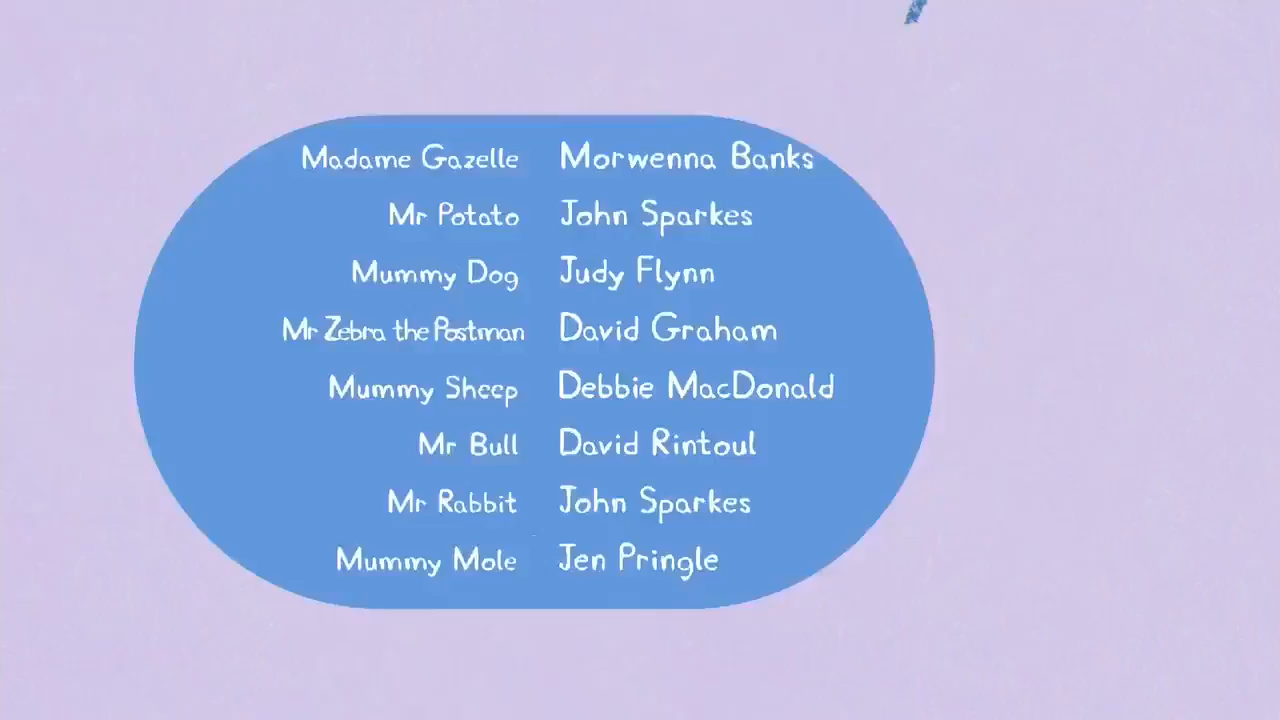 Madame Gazelle Morwenna Banks
Mr Potato John Sparkes
Mummy Dog Judy Flynn
Mr Zebra the Postman David Graham
Mummy Sheep Debbie MacDonald
Mr Bull David Rintoul
Mr Rabbit John Sparkes
Mummy Mole Jen Pringle